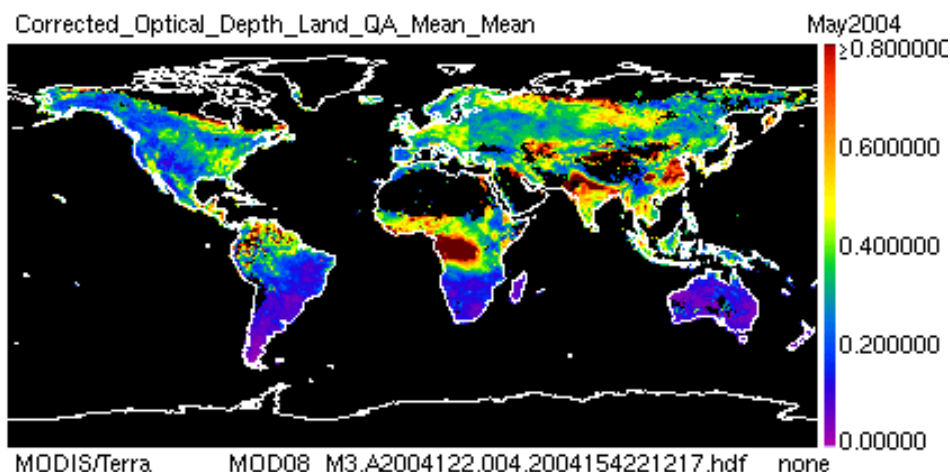 Corrected_Optical_Depth_Land_QA_Mean_Mean May2004
≥0.800000
0.600000
0.400000
0.200000
0.00000
MODIS/Terra MOD08_M3.A2004122.004.2004154221217.hdf none